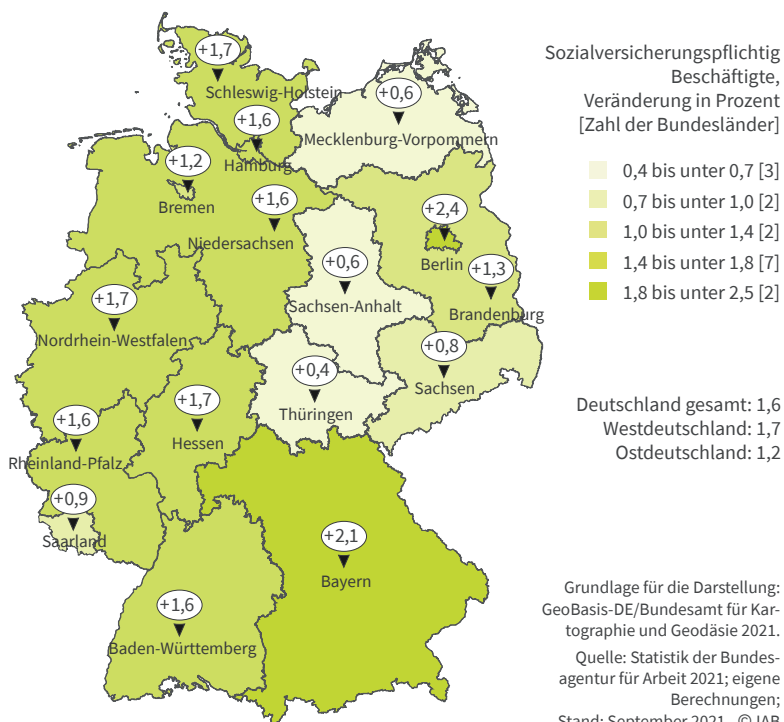 +1,7
Schleswig-Holstein
+0,6
Mecklenburg-Vorpommern
+1,6
Hamburg
+1,2
Bremen
+1,6
Niedersachsen
+2,4
Berlin
+1,3
Brandenburg
+0,6
Sachsen-Anhalt
+1,7
Nordrhein-Westfalen
+0,8
Sachsen
+0,4
Thüringen
+1,7
Hessen
+1,6
Rheinland-Pfalz
+0,9
Saarland
+2,1
Bayern
+1,6
Baden-Württemberg
Sozialversicherungspflichtig
Beschäftigte,
Veränderung in Prozent
[Zahl der Bundesländer]
0,4 bis unter 0,7 [3]
0,7 bis unter 1,0 [2]
1,0 bis unter 1,4 [2]
1,4 bis unter 1,8 [7]
1,8 bis unter 2,5 [2]
Deutschland gesamt: 1,6
Westdeutschland: 1,7
Ostdeutschland: 1,2
Grundlage für die Darstellung:
GeoBasis-DE/Bundesamt für Kar-
tographie und Geodäsie 2021.
Quelle: Statistik der Bundes-
agentur für Arbeit 2021; eigene
Berechnungen;
Stand: September 2021. © IAB